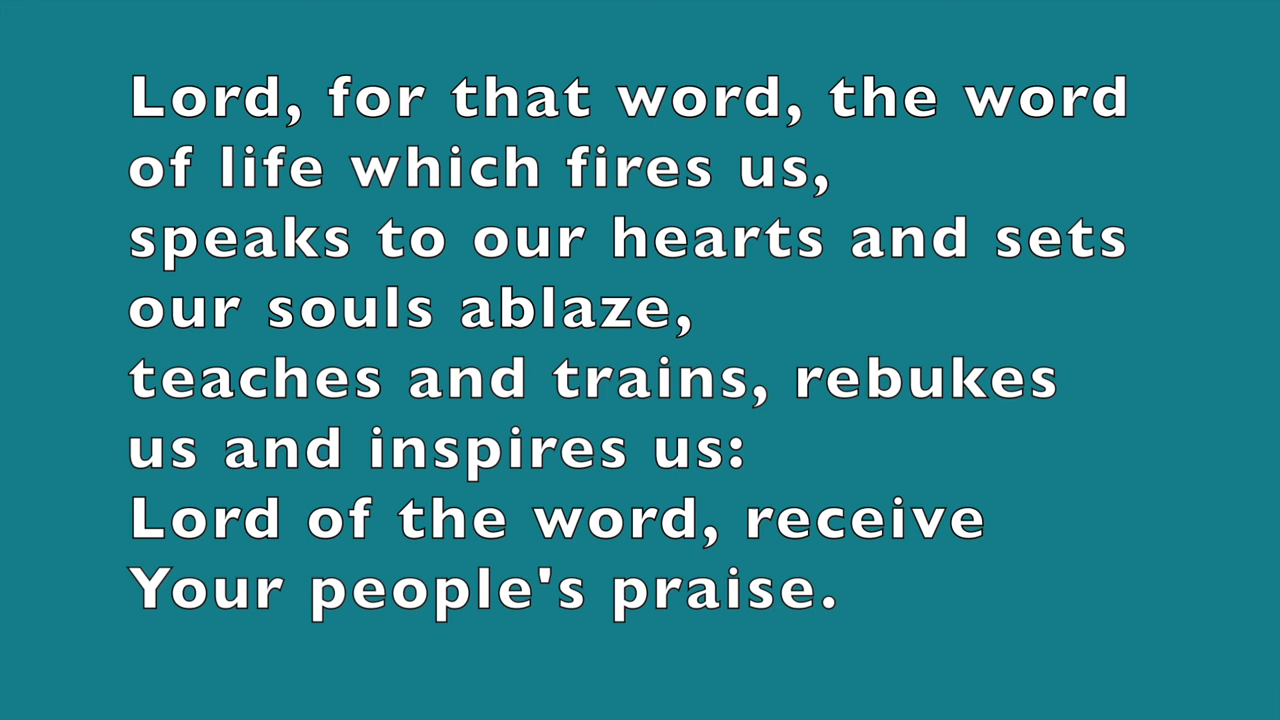 Lord, for that word, the word
of life which fires us,
speaks to our hearts and sets
our souls ablaze,
teaches and trains, rebukes
us and inspires us:
Lord of the word, receive
Your people's praise.